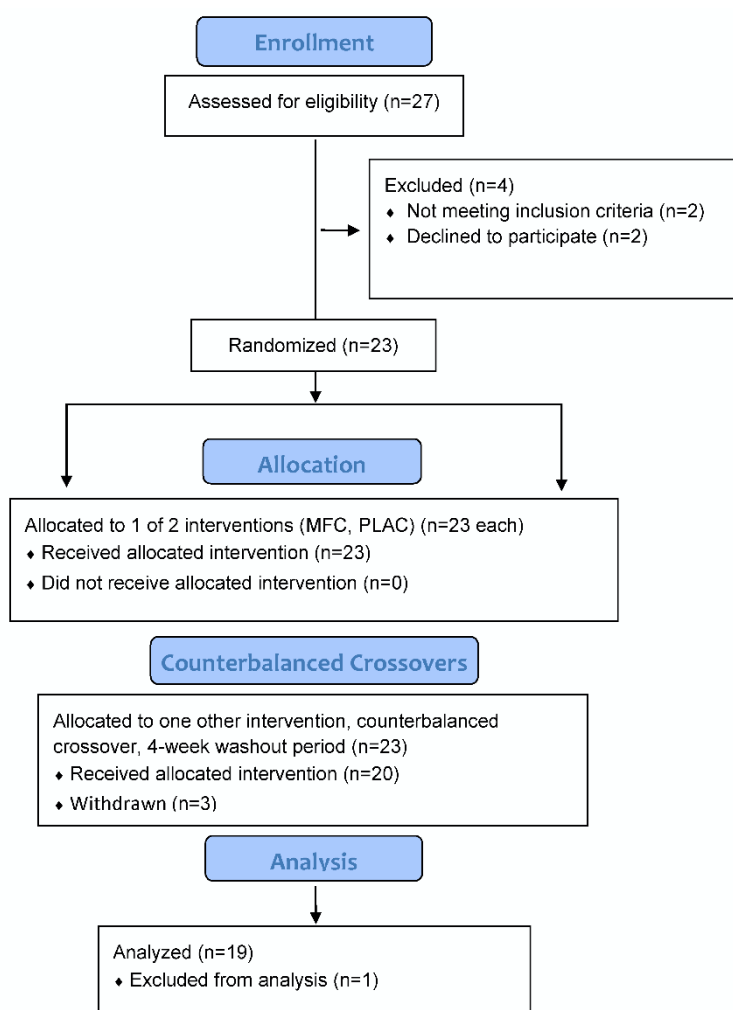 Enrollment
Assessed for eligibility (n=27)
Excluded (n=4)
♦ Not meeting inclusion criteria (n=2)
♦ Declined to participate (n=2)
Randomized (n=23)
Allocation
Allocated to 1 of 2 interventions (MFC, PLAC) (n=23 each)
♦ Received allocated intervention (n=23)
♦ Did not receive allocated intervention (n=0)
Counterbalanced Crossovers
Allocated to one other intervention, counterbalanced
crossover, 4-week washout period (n=23)
♦ Received allocated intervention (n=20)
♦ Withdrawn (n=3)
Analysis
Analyzed (n=19)
♦ Excluded from analysis (n=1)